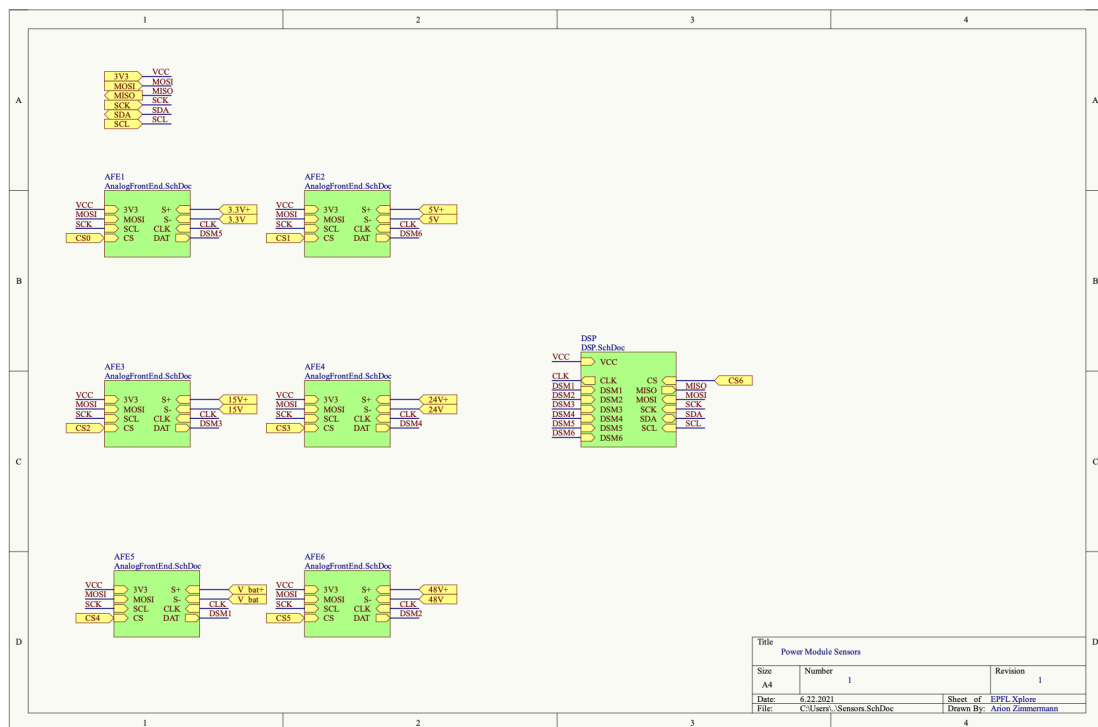 1 2 3 4
A A
3V3 VCC
MOSI MOSI
MISO MISO
SCK SCK
SDA SDA
SCL SCL
AFE1
AnalogFrontEnd.SchDoc
VCC 3V3 S+ 3.3V+
MOSI MOSI S- 3.3V
SCK SCL CLK CLK
CS0 CS DAT DSM5
AFE2
AnalogFrontEnd.SchDoc
VCC 3V3 S+ 5V+
MOSI MOSI S- 5V
SCK SCL CLK CLK
CS1 CS DAT DSM6
B B
AFE3
AnalogFrontEnd.SchDoc
VCC 3V3 S+ 15V+
MOSI MOSI S- 15V
SCK SCL CLK CLK
CS2 CS DAT DSM3
AFE4
AnalogFrontEnd.SchDoc
VCC 3V3 S+ 24V+
MOSI MOSI S- 24V
SCK SCL CLK CLK
CS3 CS DAT DSM4
DSP
DSP.SchDoc
VCC VCC
CLK CLK CS CS6
DSM1 DSM1 MISO MISO
DSM2 DSM2 MOSI MOSI
DSM3 DSM3 SCK SCK
DSM4 DSM4 SDA SDA
DSM5 DSM5 SCL SCL
DSM6 DSM6
C C
AFE5
AnalogFrontEnd.SchDoc
VCC 3V3 S+ V_bat+
MOSI MOSI S- V_bat
SCK SCL CLK CLK
CS4 CS DAT DSM1
AFE6
AnalogFrontEnd.SchDoc
VCC 3V3 S+ 48V+
MOSI MOSI S- 48V
SCK SCL CLK CLK
CS5 CS DAT DSM2
D D
Title
Power Module Sensors
Size Number Revision
A4 1 1
Date: 6.22.2021 Sheet of EPFL Xplore
File: C:\Users\..\Sensors.SchDoc Drawn By: Arion Zimmermann
1 2 3 4